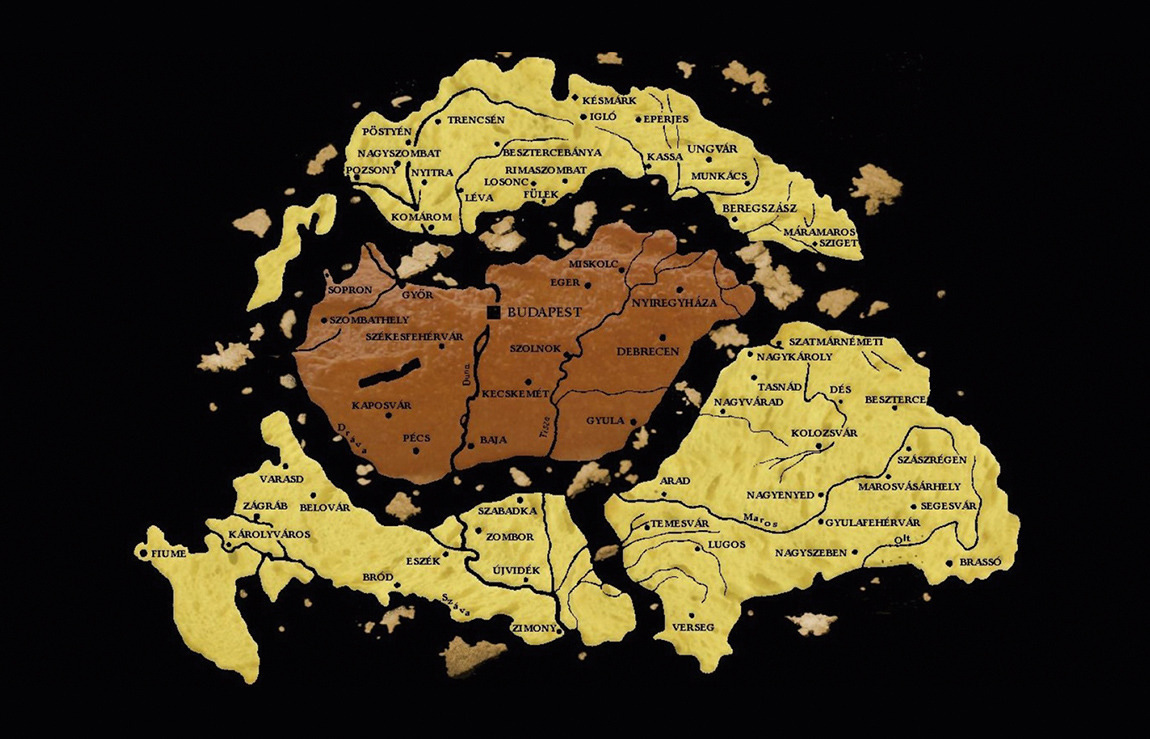 KÉSMÁRK
IGLÓ
EPERJES
TRENCSÉN
PÖSTYÉN
NAGYSZOMBAT
BESZTERCEBÁNYA
UNGVÁR
KASSA
POZSONY
NYITRA
RIMASZOMBAT
MUNKÁCS
LOSONC
LÉVA
FÜLEK
BEREGSZÁSZ
KOMÁROM
MÁRAMAROS
SZIGET
MISKOLC
EGER
SOPRON
GYŐR
NYIREGYHÁZA
BUDAPEST
SZOMBATHELY
SZÉKESFEHÉRVÁR
SZOLNOK
DEBRECEN
Duna
KECSKEMÉT
KAPOSVÁR
Tisza
GYULA
Dráva
PÉCS
BAJA
SZATMÁRNÉMETI
NAGYKÁROLY
TASNÁD
DÉS
NAGYVÁRAD
BESZTERCE
KOLOZSVÁR
SZÁSZRÉGEN
ARAD
MAROSVÁSÁRHELY
NAGYENYED
SEGESVÁR
Maros
GYULAFEHÉRVÁR
TEMESVÁR
LUGOS
Olt
NAGYSZEBEN
BRASSÓ
VERSEG
VARASD
ZÁGRÁB
BELOVÁR
KÁROLYVÁROS
FIUME
SZABADKA
ZOMBOR
ESZÉK
ÚJVIDÉK
BRÓD
Száva
ZIMONY